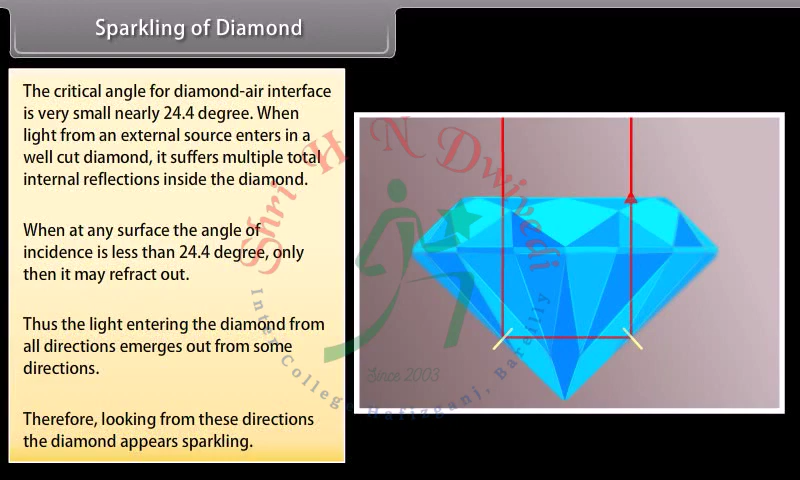 Sparkling of Diamond
The critical angle for diamond-air interface
is very small nearly 24.4 degree. When
light from an external source enters in a
well cut diamond, it suffers multiple total
internal reflections inside the diamond.
When at any surface the angle of
incidence is less than 24.4 degree, only
then it may refract out.
Thus the light entering the diamond from
all directions emerges out from some
directions.
Therefore, looking from these directions
the diamond appears sparkling.
Shri H N Dwivedi
Inter College Hafizganj, Bareilly
Since 2003